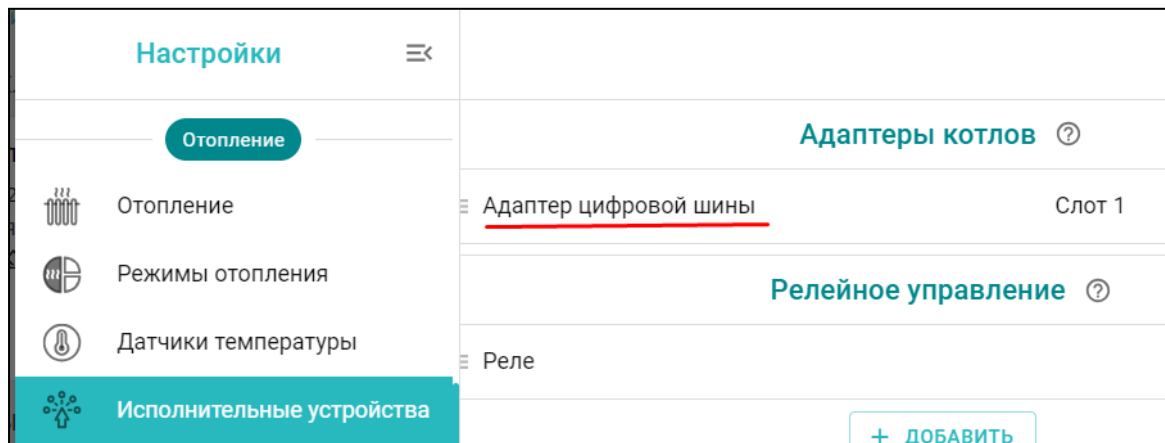 Настройки
Отопление
Отопление
Режимы отопления
Датчики температуры
Исполнительные устройства
Адаптеры котлов
Адаптер цифровой шины
Слот 1
Релейное управление
Реле
+ ДОБАВИТЬ